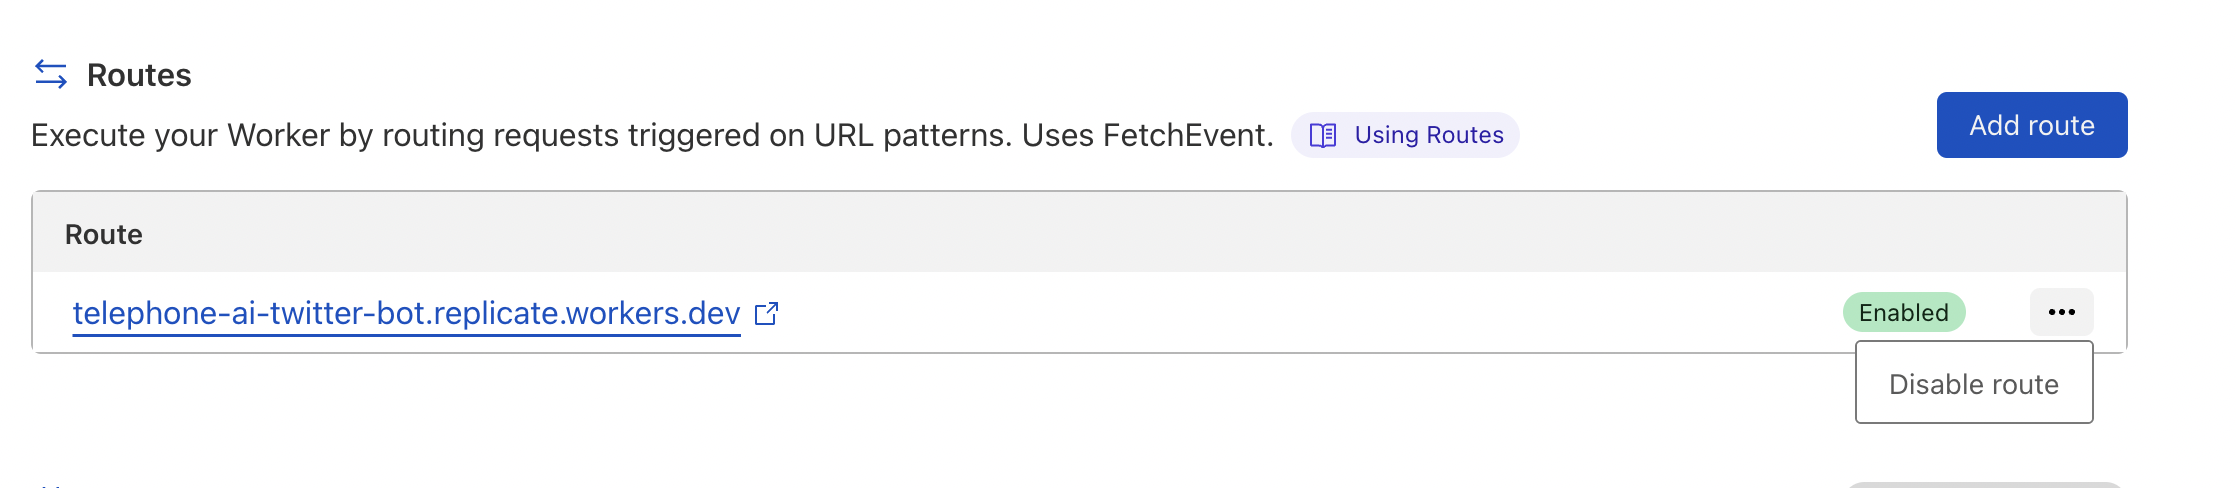 Routes
Execute your Worker by routing requests triggered on URL patterns. Uses FetchEvent. Using Routes
Add route
Route
telephone-ai-twitter-bot.replicate.workers.dev
Enabled
Disable route